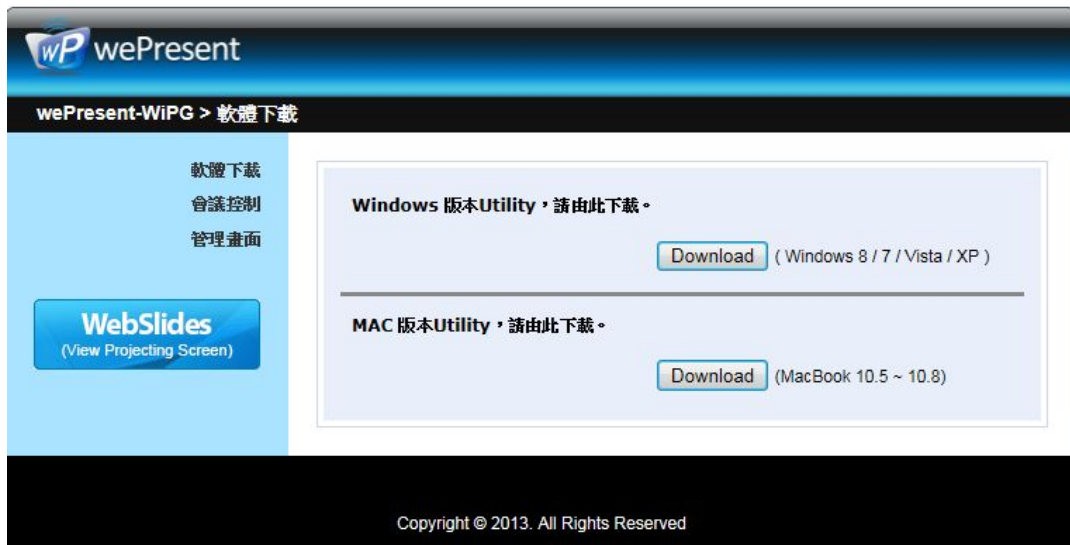 wP wePresent
wePresent-WiPG > 軟體下載
軟體下載
會議控制
管理畫面
WebSlides
(View Projecting Screen)
Windows 版本Utility，請由此下載。
Download ( Windows 8 / 7 / Vista / XP )
MAC 版本Utility，請由此下載。
Download (MacBook 10.5 ~ 10.8)
Copyright © 2013. All Rights Reserved